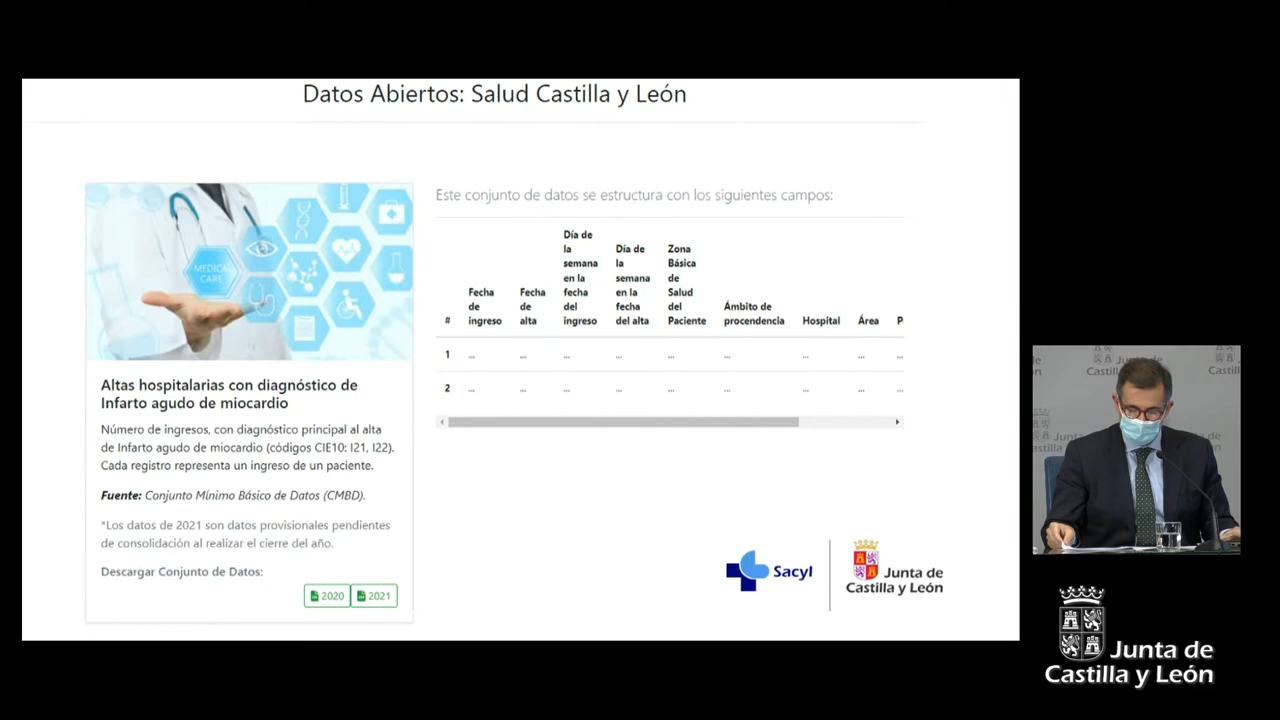 Datos Abiertos: Salud Castilla y León
MEDICAL
CARE
Altas hospitalarias con diagnóstico de
Infarto agudo de miocardio
Número de ingresos, con diagnóstico principal al alta
de Infarto agudo de miocardio (códigos CIE10: I21, I22).
Cada registro representa un ingreso de un paciente.
Fuente: Conjunto Mínimo Básico de Datos (CMBD).
*Los datos de 2021 son datos provisionales pendientes
de consolidación al realizar el cierre del año.
Descargar Conjunto de Datos:
2020 2021
Este conjunto de datos se estructura con los siguientes campos:
#
Fecha
de
ingreso
Fecha
de
alta
Día de
la
semana
en la
fecha
del
ingreso
Día de
la
semana
en la
fecha
del alta
Zona
Básica
de
Salud
del
Paciente
Ámbito de
procendencia
Hospital
Área
P
1 ... ... ... ... ... ... ... ... ...
2 ... ... ... ... ... ... ... ... ...
Sacyl
Junta de
Castilla y León
Junta de
Castilla y León